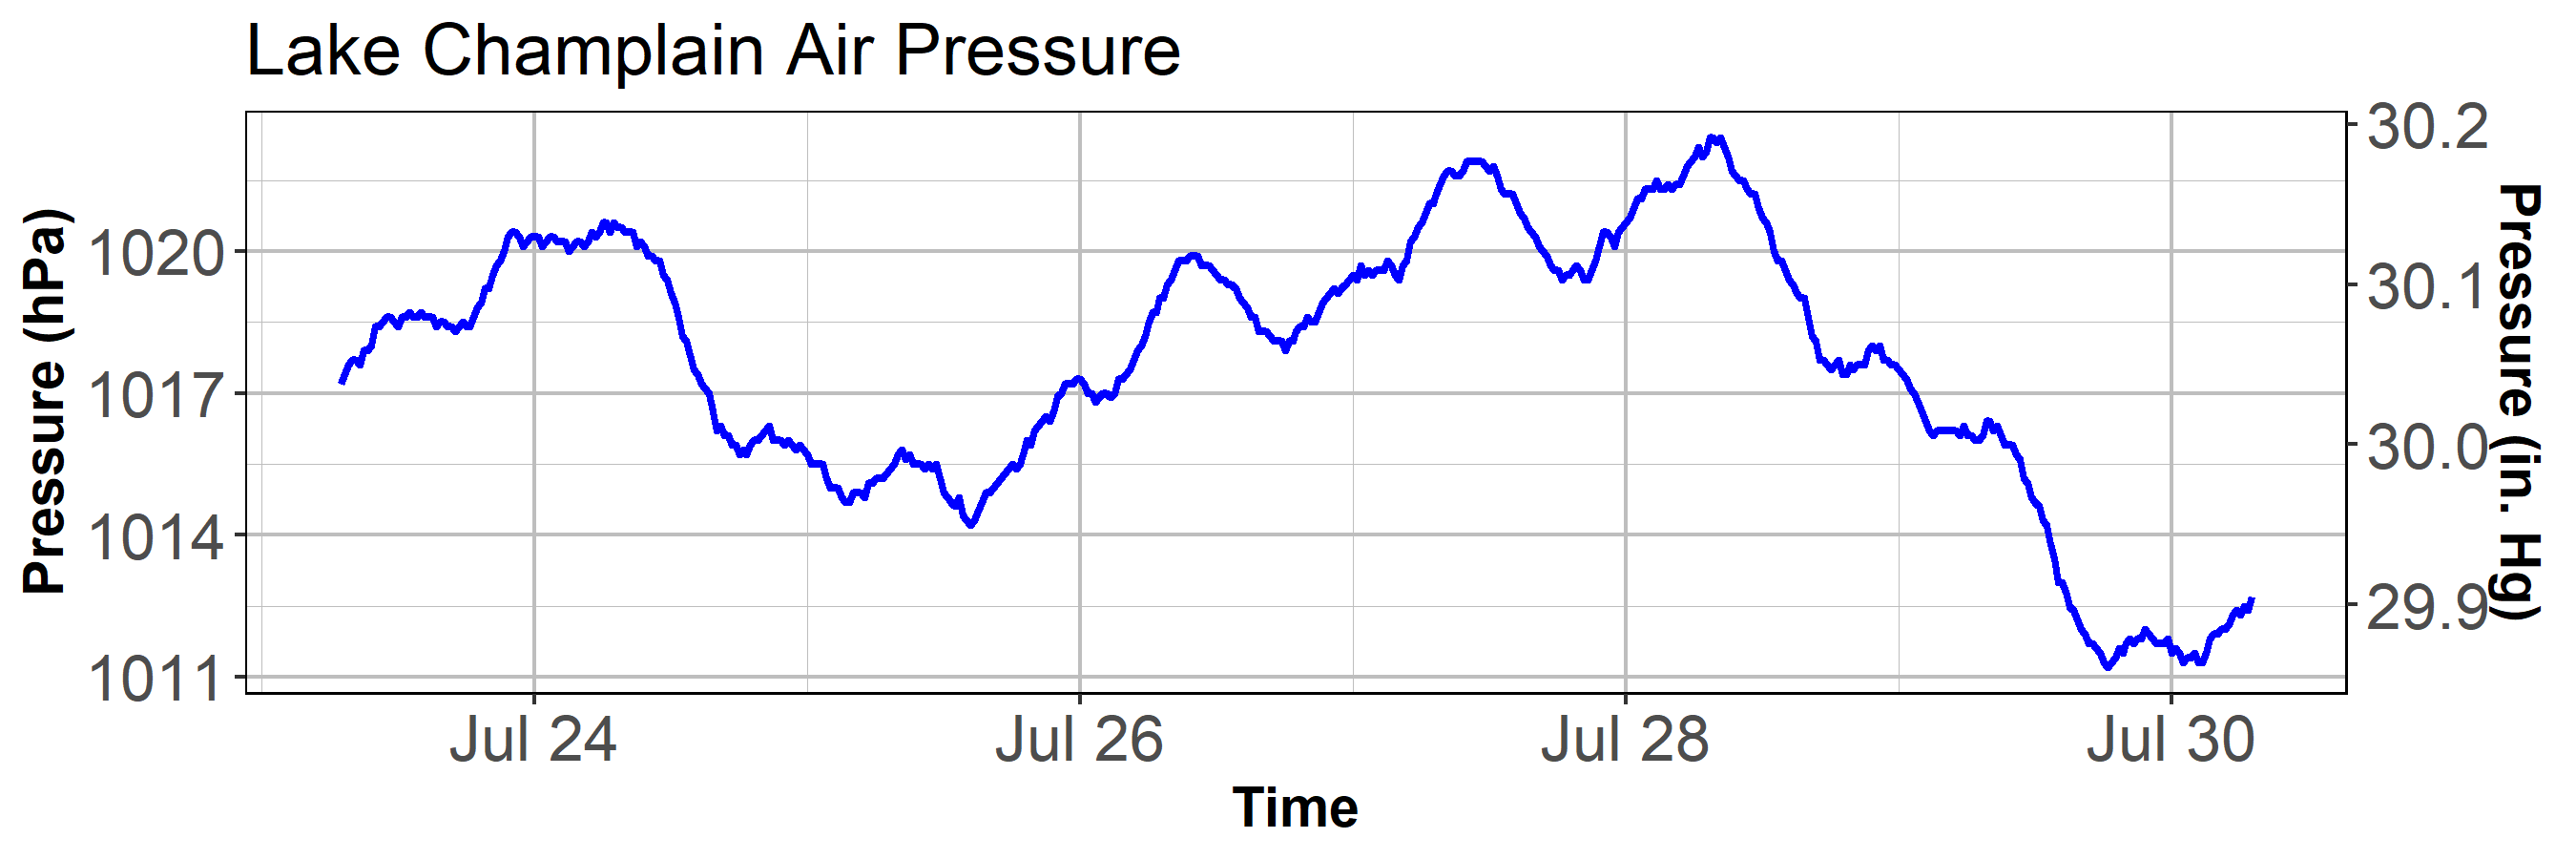 Lake Champlain Air Pressure
Pressure (hPa)
1020
1017
1014
1011
30.2
30.1
30.0
29.9
Pressure (in. Hg)
Jul 24
Jul 26
Jul 28
Jul 30
Time